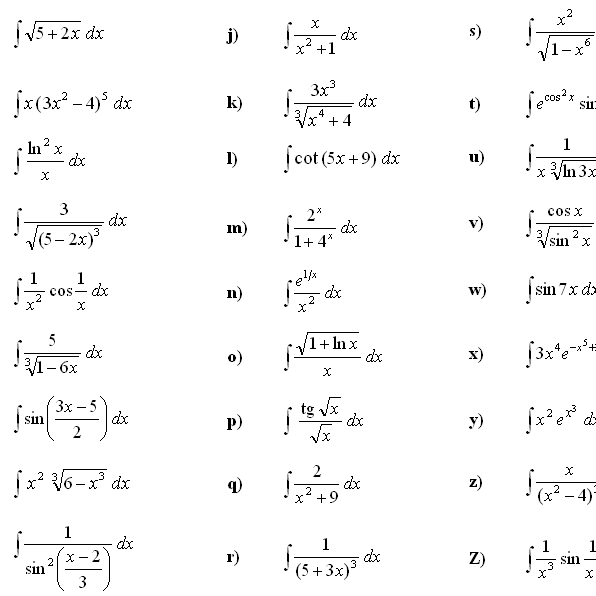 ∫√(5+2x) dx j) ∫ x/(x²+1) dx s) ∫ x²/√(1−x⁶
∫x(3x²−4)⁵ dx k) ∫ 3x³/∛(x⁴+4) dx t) ∫e^(cos²x) sin
∫ ln²x/x dx l) ∫cot(5x+9) dx u) ∫ 1/(x ∛ln 3x
∫ 3/√((5−2x)³) dx m) ∫ 2ˣ/(1+4ˣ) dx v) ∫ cos x/∛(sin²x)
∫ 1/x² cos 1/x dx n) ∫ e^(1/x)/x² dx w) ∫sin 7x dx
∫ 5/∛(1−6x) dx o) ∫ √(1+ln x)/x dx x) ∫3x⁴e^(−x⁵+
∫sin((3x−5)/2) dx p) ∫ tg √x/√x dx y) ∫x² e^(x³) d
∫x² ∛(6−x³) dx q) ∫ 2/(x²+9) dx z) ∫ x/(x²−4)
∫ 1/sin²((x−2)/3) dx r) ∫ 1/(5+3x)³ dx Z) ∫ 1/x³ sin 1/x